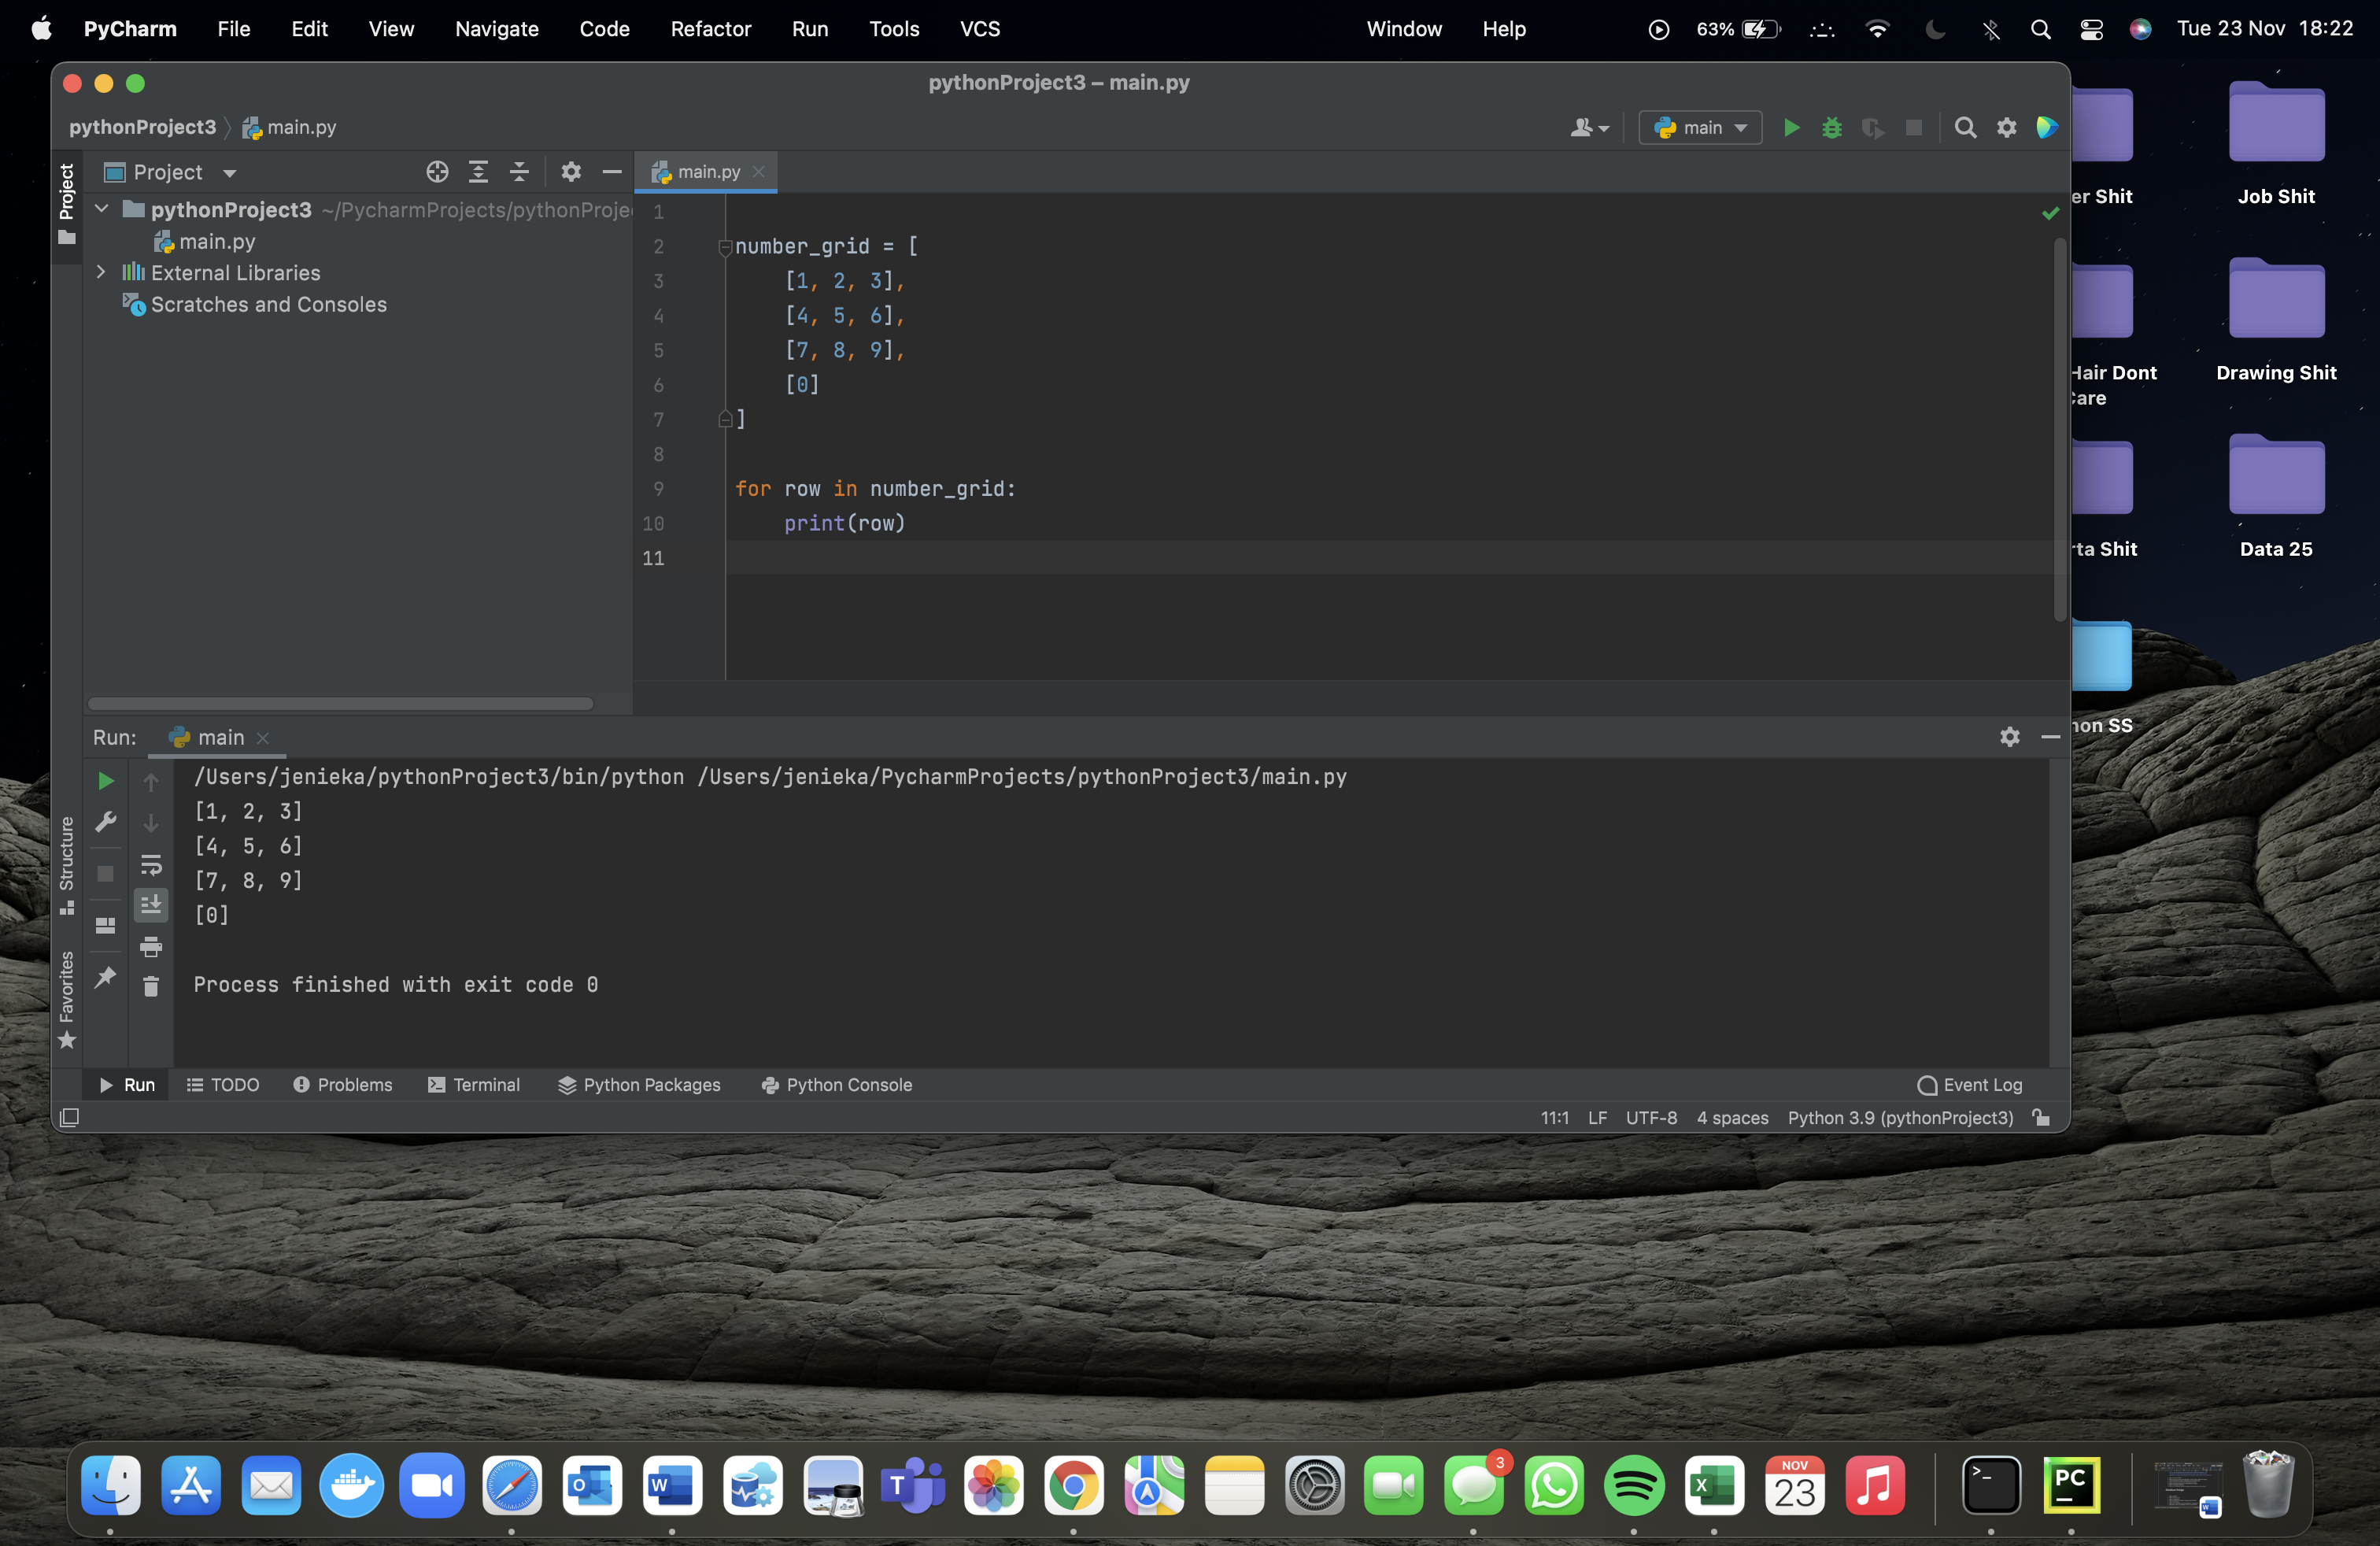 PyCharm File Edit View Navigate Code Refactor Run Tools VCS Window Help 63% Tue 23 Nov 18:22
pythonProject3 – main.py
pythonProject3 main.py main
Project
Project main.py
pythonProject3 ~/PycharmProjects/pythonProje
main.py
External Libraries
Scratches and Consoles
1
2 number_grid = [
3 [1, 2, 3],
4 [4, 5, 6],
5 [7, 8, 9],
6 [0]
7 ]
8
9 for row in number_grid:
10 print(row)
11
er Shit
Job Shit
Hair Dont
Care
Drawing Shit
rta Shit
Data 25
hon SS
Run: main
/Users/jenieka/pythonProject3/bin/python /Users/jenieka/PycharmProjects/pythonProject3/main.py
[1, 2, 3]
[4, 5, 6]
[7, 8, 9]
[0]
Process finished with exit code 0
Structure
Favorites
Run TODO Problems Terminal Python Packages Python Console Event Log
11:1 LF UTF-8 4 spaces Python 3.9 (pythonProject3)
3
NOV
23
PC